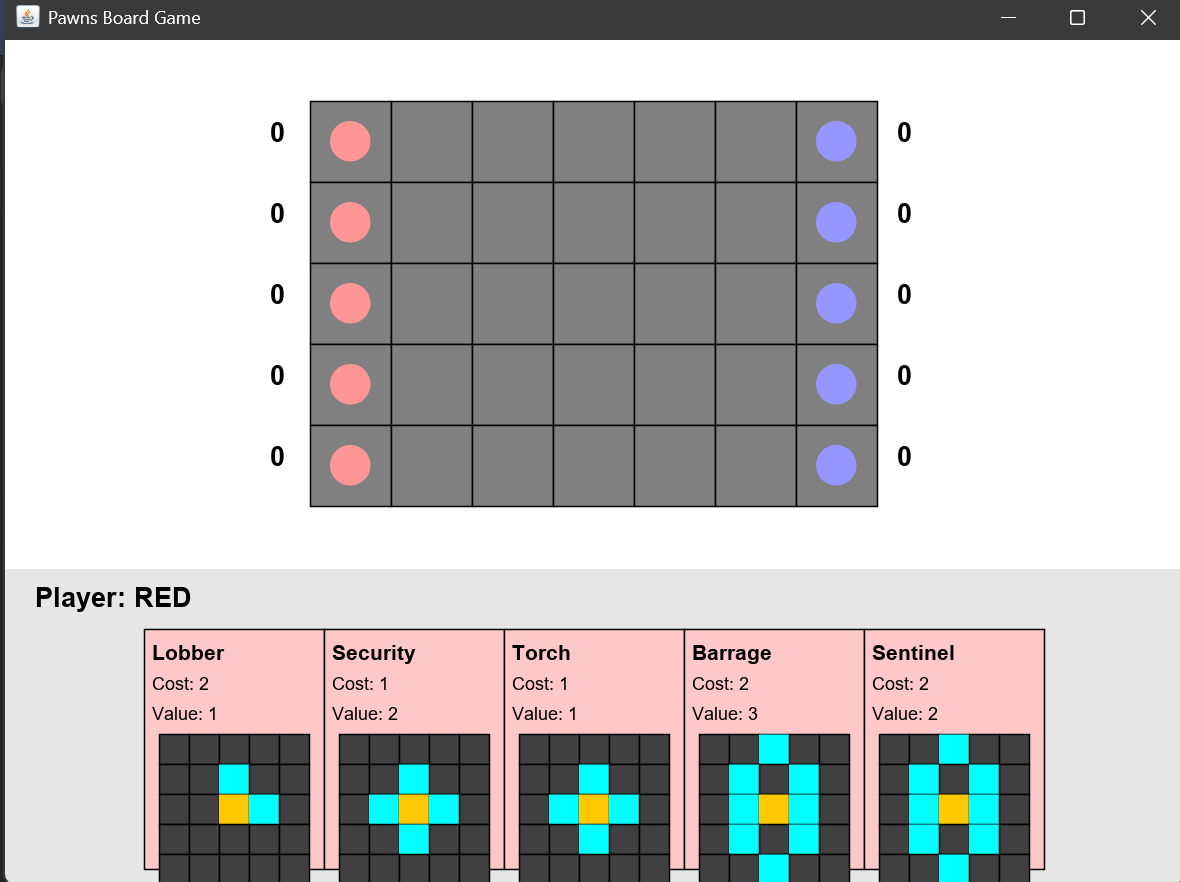 Pawns Board Game
0 0
0 0
0 0
0 0
0 0
Player: RED
Lobber Security Torch Barrage Sentinel
Cost: 2 Cost: 1 Cost: 1 Cost: 2 Cost: 2
Value: 1 Value: 2 Value: 1 Value: 3 Value: 2